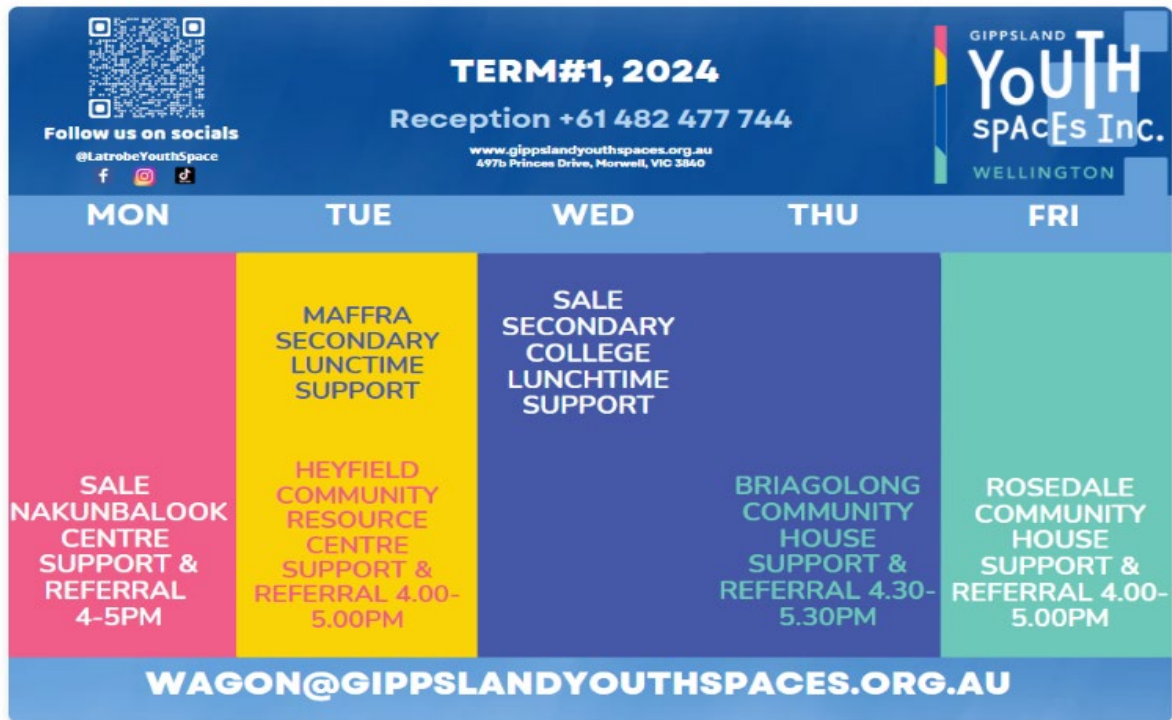 Follow us on socials
@LatrobeYouthSpace
TERM#1, 2024
Reception +61 482 477 744
www.gippslandyouthspaces.org.au
497b Princes Drive, Morwell, VIC 3840
GIPPSLAND
YoUTH
spAcEs Inc.
WELLINGTON
MON
TUE
WED
THU
FRI
SALE
NAKUNBALOOK
CENTRE
SUPPORT &
REFERRAL
4-5PM
MAFFRA
SECONDARY
LUNCTIME
SUPPORT
HEYFIELD
COMMUNITY
RESOURCE
CENTRE
SUPPORT &
REFERRAL 4.00-
5.00PM
SALE
SECONDARY
COLLEGE
LUNCHTIME
SUPPORT
BRIAGOLONG
COMMUNITY
HOUSE
SUPPORT &
REFERRAL 4.30-
5.30PM
ROSEDALE
COMMUNITY
HOUSE
SUPPORT &
REFERRAL 4.00-
5.00PM
WAGON@GIPPSLANDYOUTHSPACES.ORG.AU